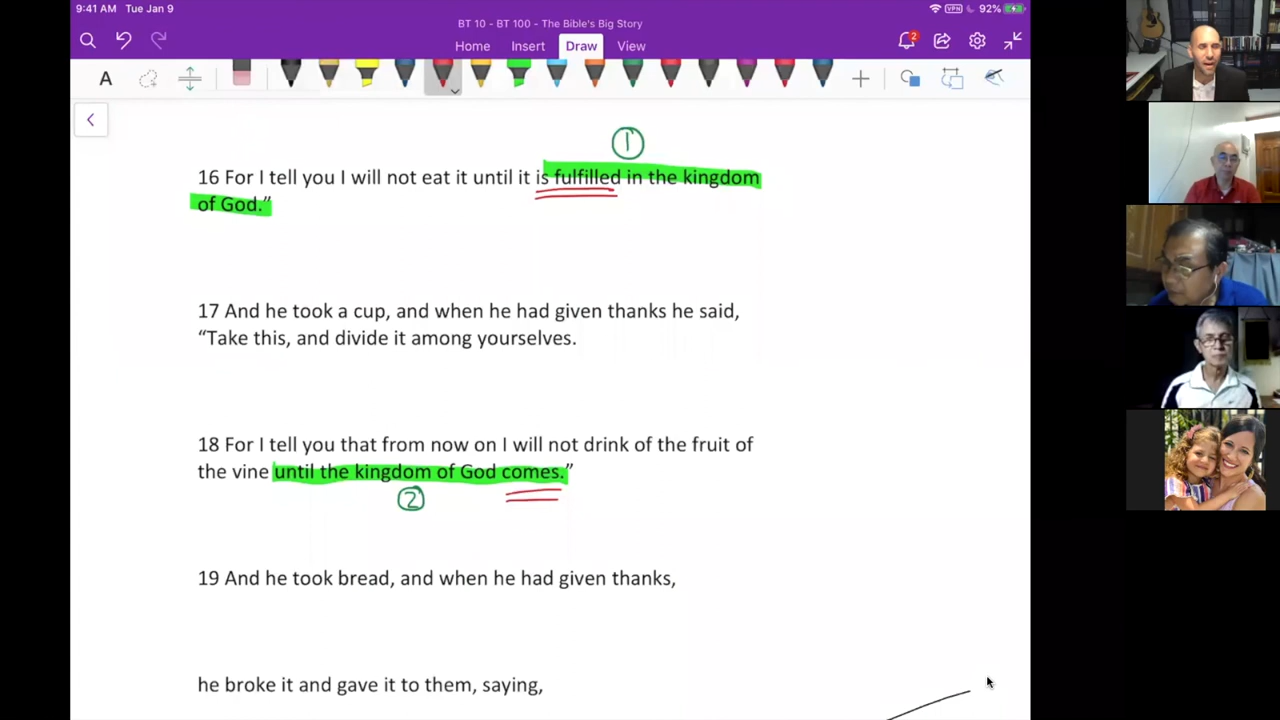 9:41 AM Tue Jan 9
VPN
92%
BT 10 - BT 100 - The Bible's Big Story
Home Insert Draw View
2
A
1
16 For I tell you I will not eat it until it is fulfilled in the kingdom
of God.”
17 And he took a cup, and when he had given thanks he said,
“Take this, and divide it among yourselves.
18 For I tell you that from now on I will not drink of the fruit of
the vine until the kingdom of God comes.”
2
19 And he took bread, and when he had given thanks,
he broke it and gave it to them, saying,